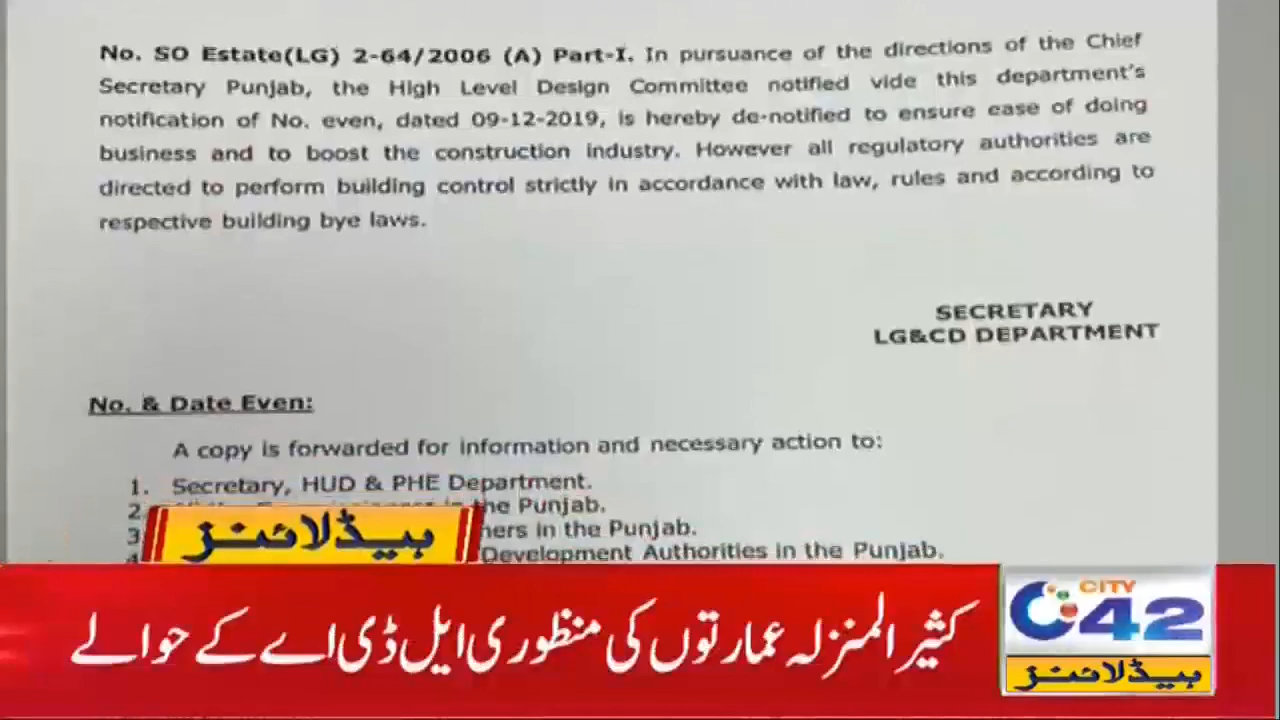 No. SO Estate(LG) 2-64/2006 (A) Part-I. In pursuance of the directions of the Chief
Secretary Punjab, the High Level Design Committee notified vide this department's
notification of No. even, dated 09-12-2019, is hereby de-notified to ensure ease of doing
business and to boost the construction industry. However all regulatory authorities are
directed to perform building control strictly in accordance with law, rules and according to
respective building bye laws.
SECRETARY
LG&CD DEPARTMENT
No. & Date Even:
A copy is forwarded for information and necessary action to:
1. Secretary, HUD & PHE Department.
2 the Punjab.
3 in the Punjab.
Development Authorities in the Punjab.
ہیڈلائنز
کثیر المنزلہ عمارتوں کی منظوری ایل ڈی اے کے حوالے
CITY
42
ہیڈلائنز